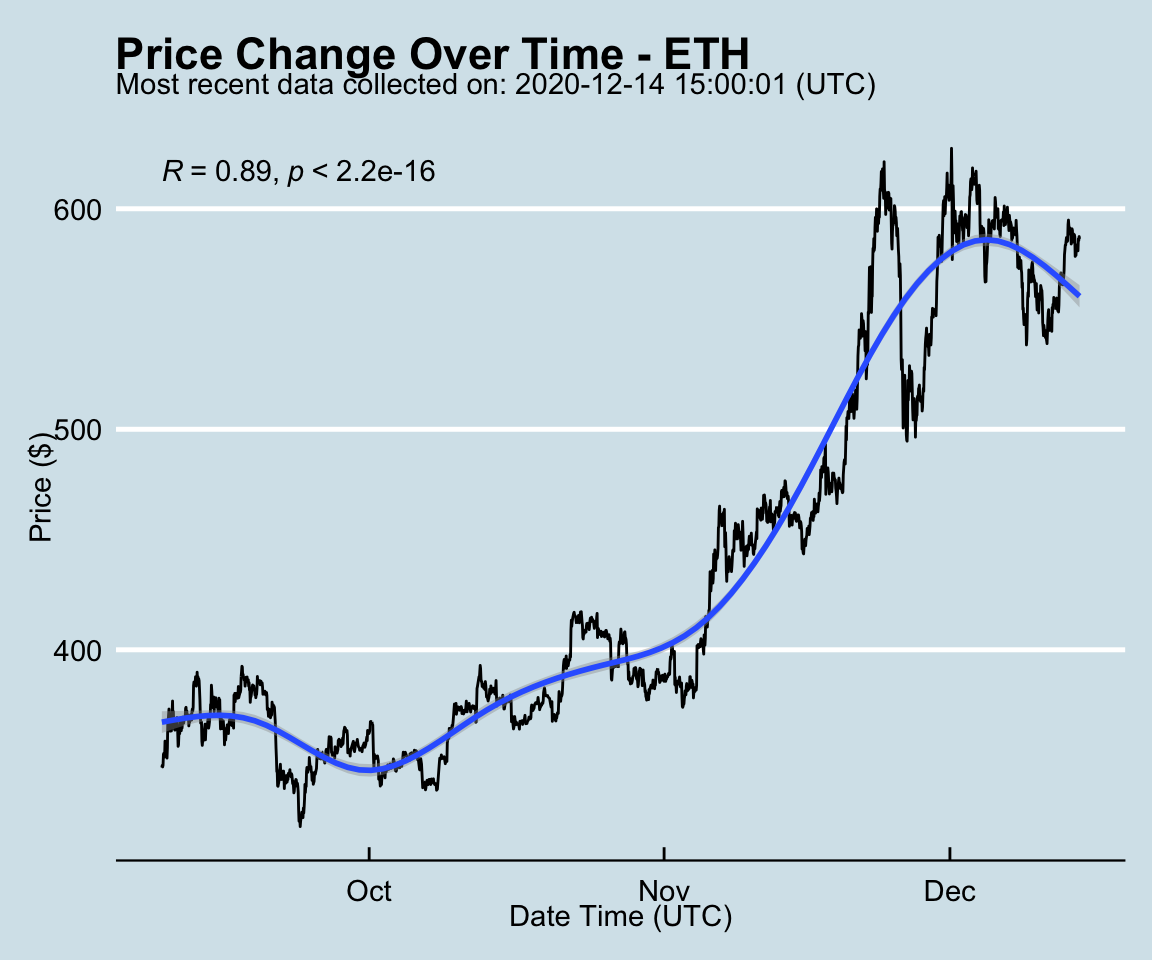 Price Change Over Time - ETH
Most recent data collected on: 2020-12-14 15:00:01 (UTC)
R = 0.89, p < 2.2e-16
600
500
400
Price ($)
Oct
Nov
Dec
Date Time (UTC)